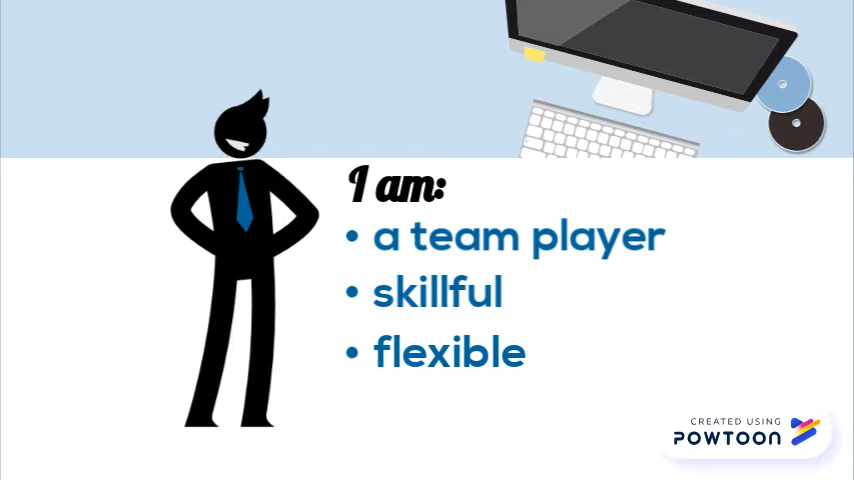 I am:
• a team player
• skillful
• flexible
CREATED USING
POWTOON